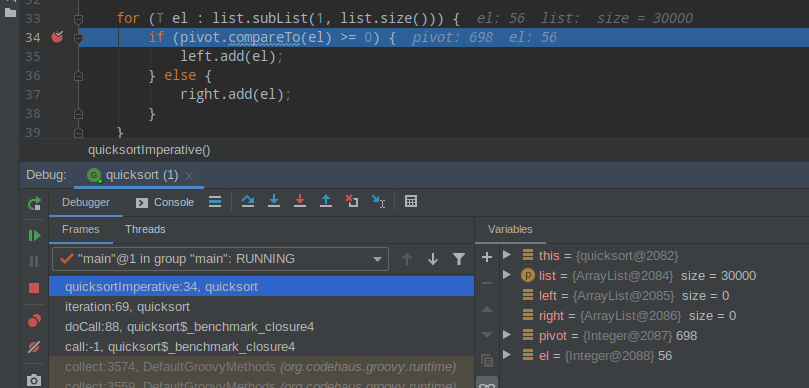 33 for (T el : list.subList(1, list.size())) { el: 56 list: size = 30000
34 if (pivot.compareTo(el) >= 0) { pivot: 698 el: 56
35 left.add(el);
36 } else {
37 right.add(el);
38 }
39 }
quicksortImperative()
Debug: G quicksort (1) ×
Debugger Console
Frames Threads Variables
"main"@1 in group "main": RUNNING
quicksortImperative:34, quicksort
iteration:69, quicksort
doCall:88, quicksort$_benchmark_closure4
call:-1, quicksort$_benchmark_closure4
collect:3574, DefaultGroovyMethods (org.codehaus.groovy.runtime)
collect:3559, DefaultGroovyMethods (org.codehaus.groovy.runtime)
this = {quicksort@2082}
p list = {ArrayList@2084} size = 30000
left = {ArrayList@2085} size = 0
right = {ArrayList@2086} size = 0
pivot = {Integer@2087} 698
el = {Integer@2088} 56